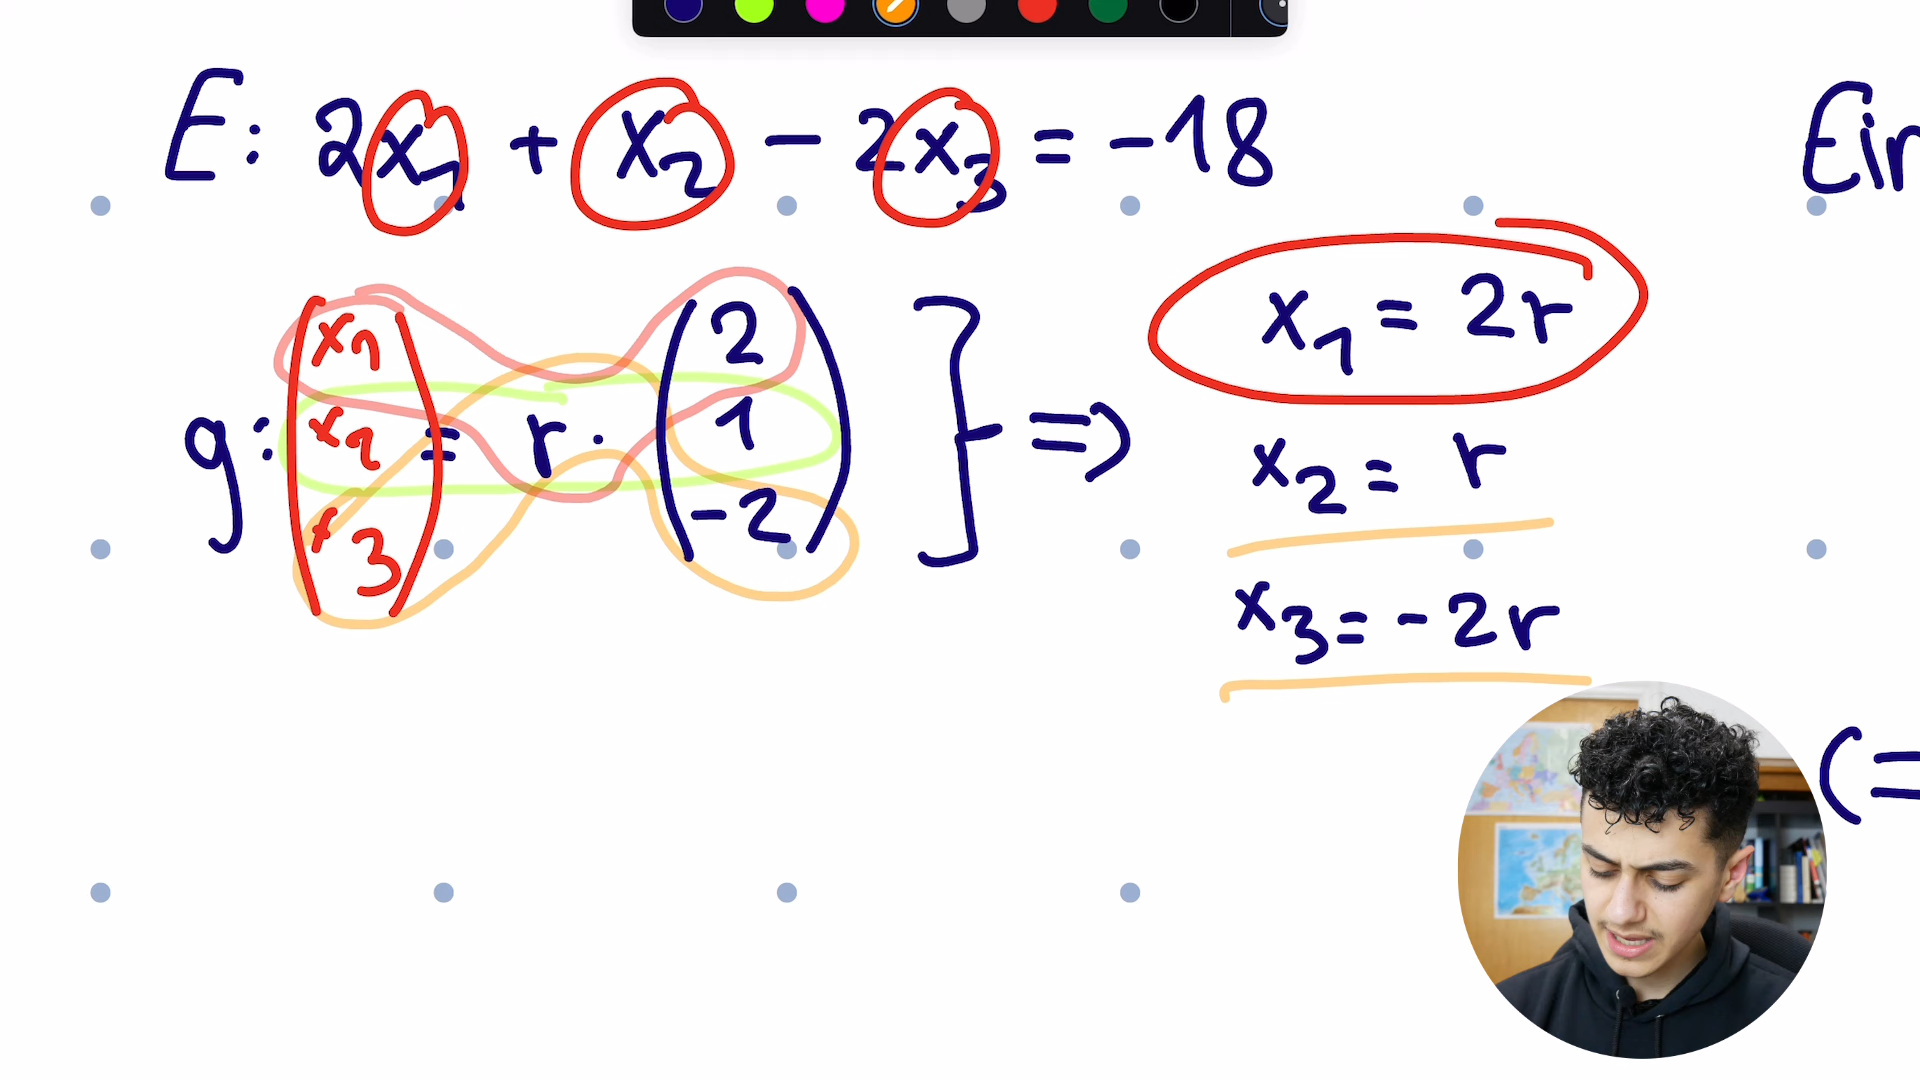 E: 2x₁ + x₂ - 2x₃ = -18
Ein
g: (x₁ x₂ x₃) = r · (2 1 -2) } =>
x₁ = 2r
x₂ = r
x₃ = -2r
(=